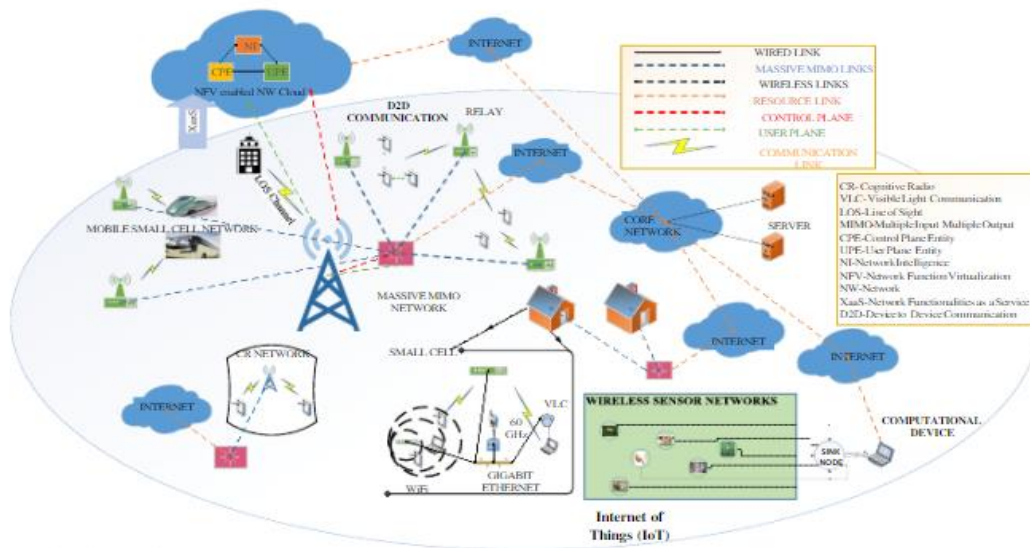 INTERNET
NI
CPE
UPE
NFV enabled NW Cloud
XaaS
D2D
COMMUNICATION
RELAY
LOS Channel
INTERNET
MOBILE SMALL CELL NETWORK
MASSIVE MIMO
NETWORK
CORE
NETWORK
SERVER
WIRED LINK
MASSIVE MIMO LINKS
WIRELESS LINKS
RESOURCE LINK
CONTROL PLANE
USER PLANE
COMMUNICATION
LINK
CR- Cognitive Radio
VLC-Visible Light Communication
LOS-Line of Sight
MIMO-Multiple Input Multiple Output
CPE-Control Plane Entity
UPE-User Plane Entity
NI-Network Intelligence
NFV-Network Function Virtualization
NW-Network
XaaS-Network Functionalities as a Service
D2D-Device to Device Communication
SMALL CELL
INTERNET
INTERNET
CR NETWORK
INTERNET
VLC
60
GHz
WiFi
GIGABIT
ETHERNET
WIRELESS SENSOR NETWORKS
SINK
NODE
COMPUTATIONAL
DEVICE
Internet of
Things (IoT)